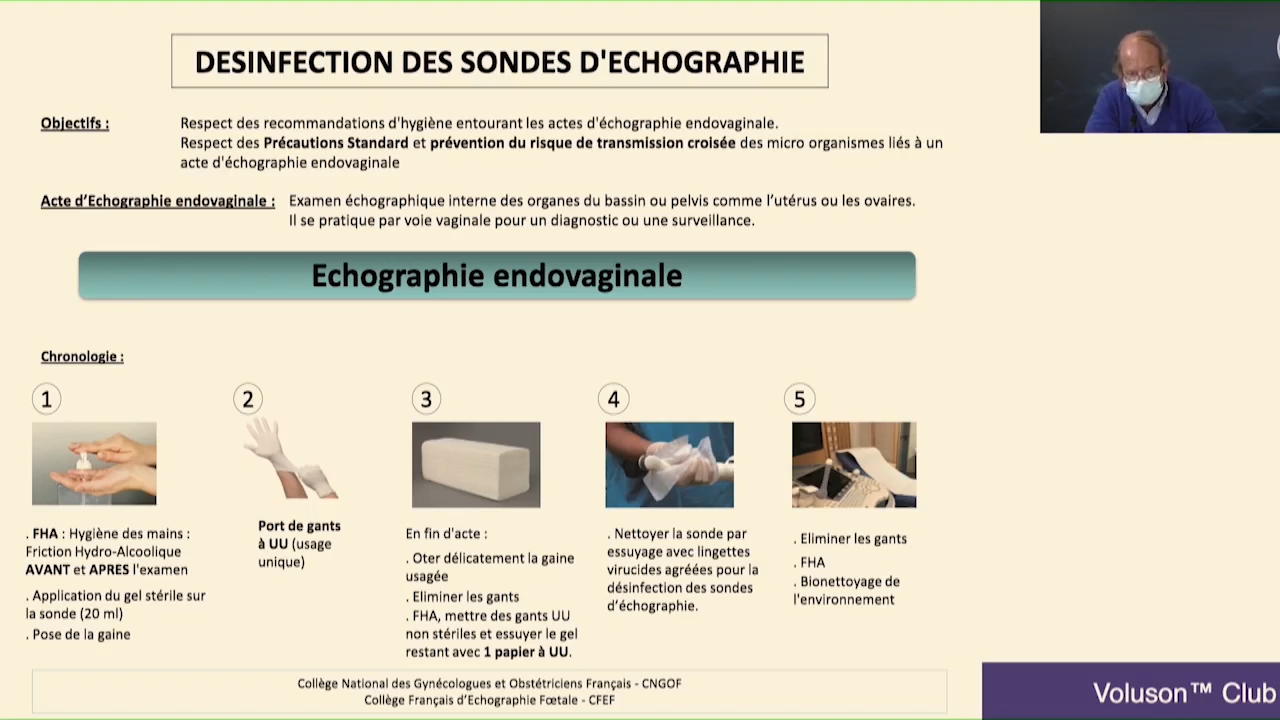 DESINFECTION DES SONDES D'ECHOGRAPHIE
Objectifs :
Respect des recommandations d'hygiène entourant les actes d'échographie endovaginale.
Respect des Précautions Standard et prévention du risque de transmission croisée des micro organismes liés à un
acte d'échographie endovaginale
Acte d’Echographie endovaginale :
Examen échographique interne des organes du bassin ou pelvis comme l’utérus ou les ovaires.
Il se pratique par voie vaginale pour un diagnostic ou une surveillance.
Echographie endovaginale
Chronologie :
1
. FHA : Hygiène des mains :
Friction Hydro-Alcoolique
AVANT et APRES l'examen
. Application du gel stérile sur
la sonde (20 ml)
. Pose de la gaine
2
Port de gants
à UU (usage
unique)
3
En fin d'acte :
. Oter délicatement la gaine
usagée
. Eliminer les gants
. FHA, mettre des gants UU
non stériles et essuyer le gel
restant avec 1 papier à UU.
4
. Nettoyer la sonde par
essuyage avec lingettes
virucides agréées pour la
désinfection des sondes
d’échographie.
5
. Eliminer les gants
. FHA
. Bionettoyage de
l'environnement
Collège National des Gynécologues et Obstétriciens Français - CNGOF
Collège Français d’Echographie Fœtale - CFEF
Voluson™ Club